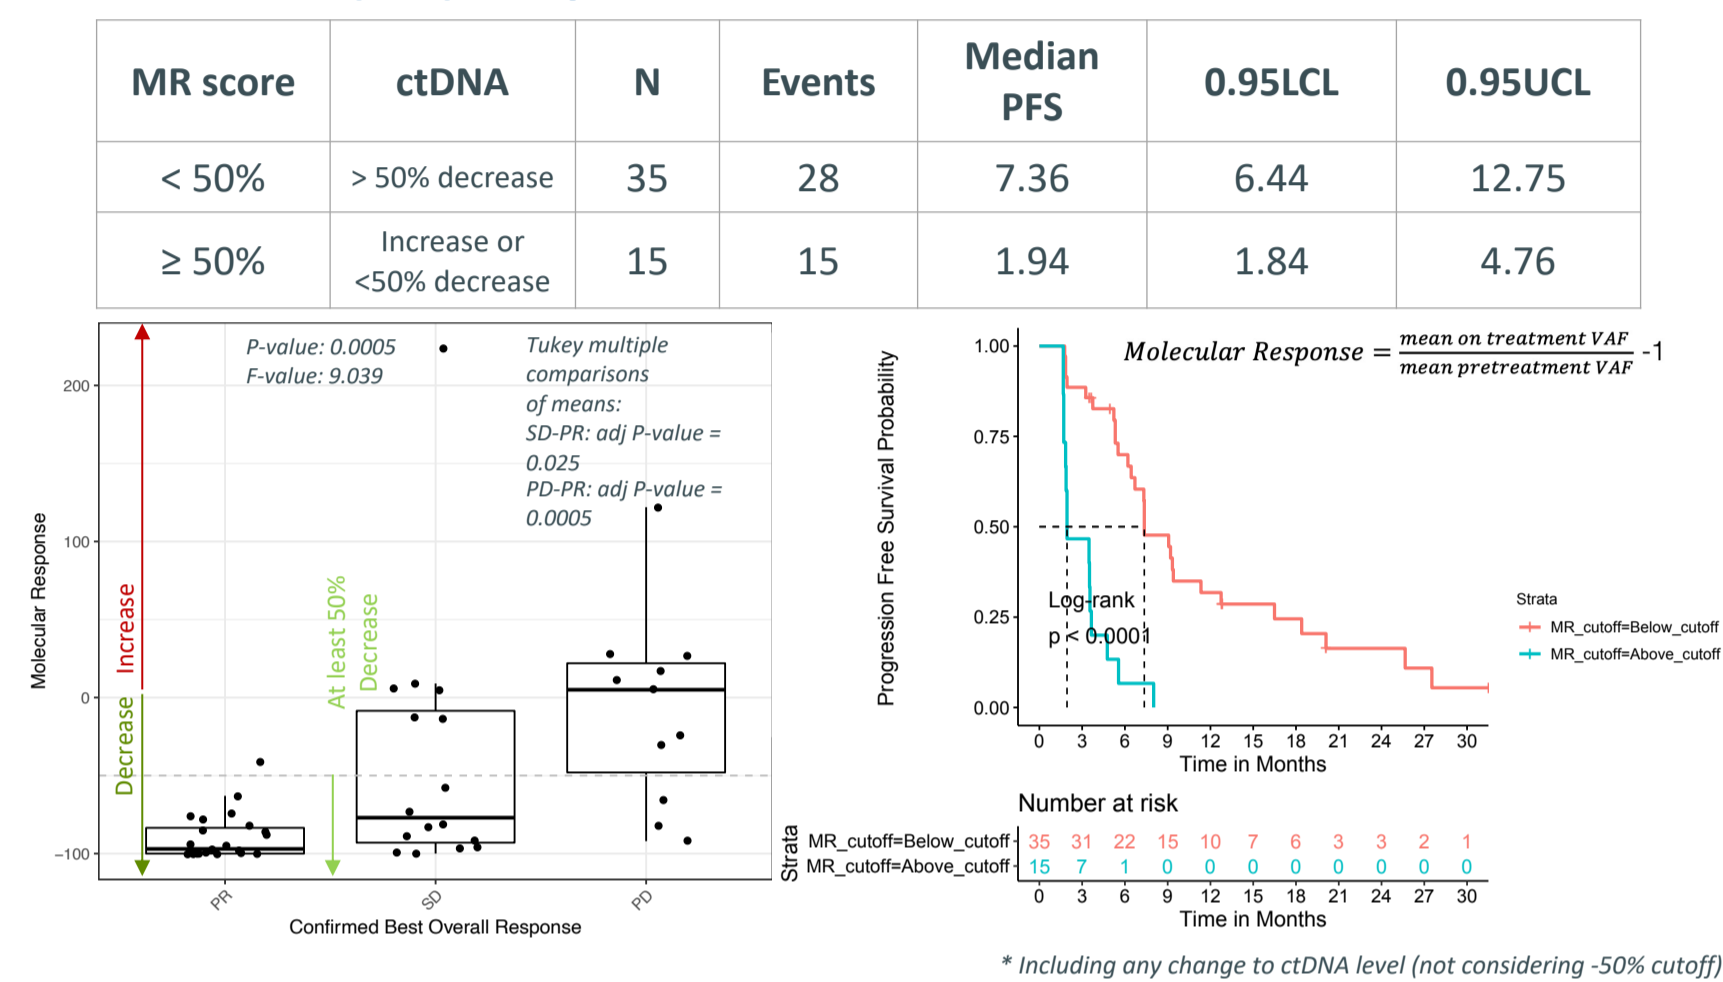 MR score ctDNA N Events Median PFS 0.95LCL 0.95UCL
< 50% > 50% decrease 35 28 7.36 6.44 12.75
≥ 50% Increase or <50% decrease 15 15 1.94 1.84 4.76
P-value: 0.0005
F-value: 9.039
Tukey multiple
comparisons
of means:
SD-PR: adj P-value =
0.025
PD-PR: adj P-value =
0.0005
Molecular Response
200
100
0
−100
Increase
Decrease
At least 50%
Decrease
PR SD PD
Confirmed Best Overall Response
Molecular Response = mean on treatment VAF / mean pretreatment VAF -1
Progression Free Survival Probability
1.00
0.75
0.50
0.25
0.00
Log-rank
p < 0.0001
0 3 6 9 12 15 18 21 24 27 30
Time in Months
Strata
MR_cutoff=Below_cutoff
MR_cutoff=Above_cutoff
Number at risk
Strata
MR_cutoff=Below_cutoff 35 31 22 15 10 7 6 3 3 2 1
MR_cutoff=Above_cutoff 15 7 1 0 0 0 0 0 0 0 0
0 3 6 9 12 15 18 21 24 27 30
Time in Months
* Including any change to ctDNA level (not considering -50% cutoff)